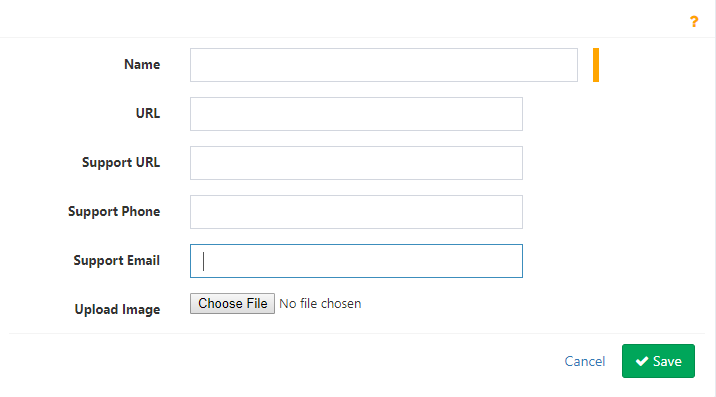 ?
Name
URL
Support URL
Support Phone
Support Email
Upload Image Choose File No file chosen
Cancel Save